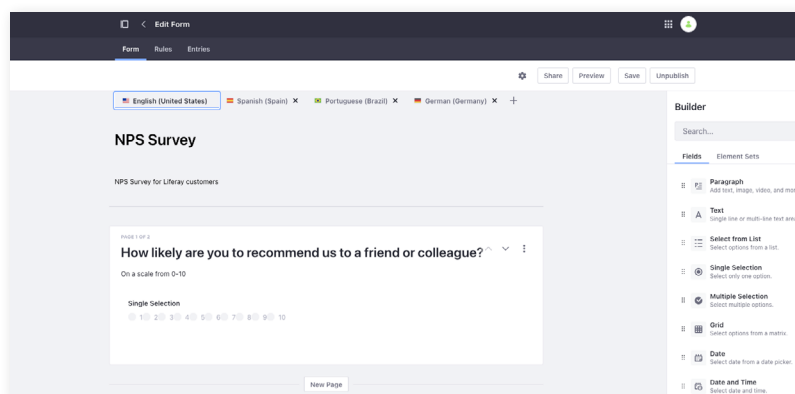 Edit Form
Form Rules Entries
Share Preview Save Unpublish
English (United States) Spanish (Spain) × Portuguese (Brazil) × German (Germany) × +
NPS Survey
NPS Survey for Liferay customers
PAGE 1 OF 2
How likely are you to recommend us to a friend or colleague?
On a scale from 0-10
Single Selection
1 2 3 4 5 6 7 8 9 10
New Page
Builder
Search...
Fields Element Sets
Paragraph
Add text, image, video, and mor
Text
Single line or multi-line text area
Select from List
Select options from a list.
Single Selection
Select only one option.
Multiple Selection
Select multiple options.
Grid
Select options from a matrix.
Date
Select date from a date picker.
Date and Time
Select date and time.